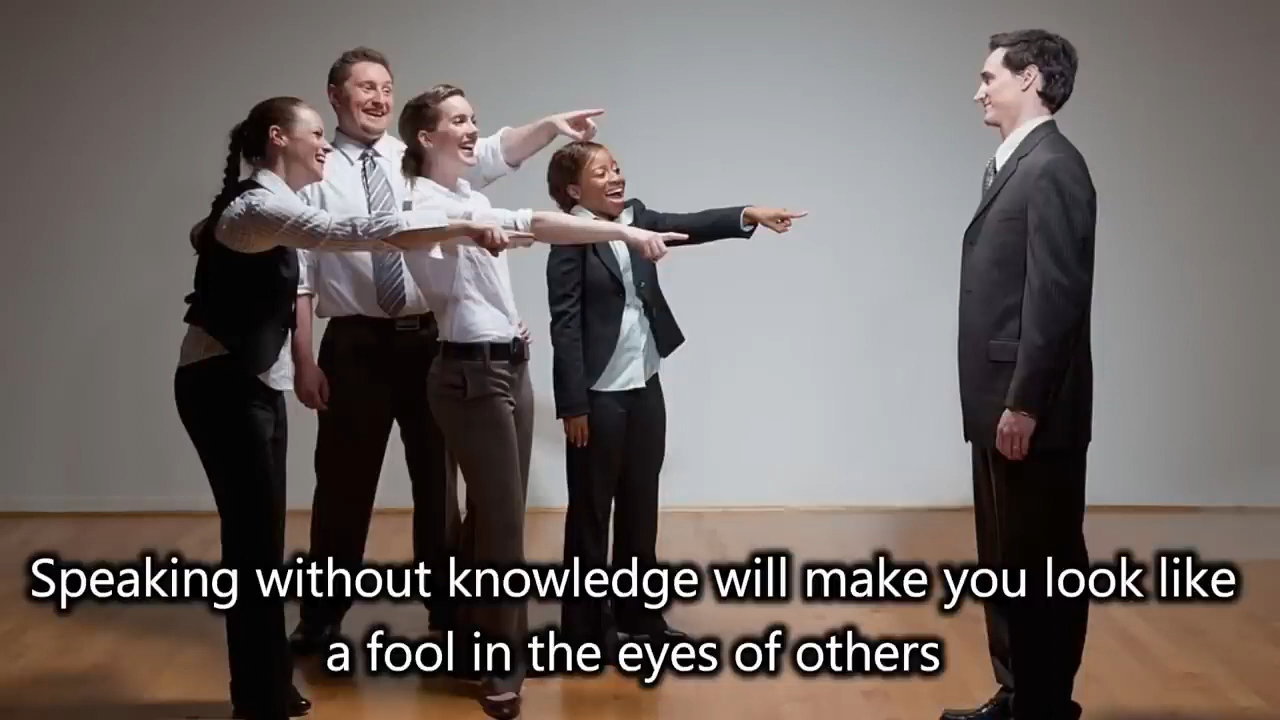 Speaking without knowledge will make you look like
a fool in the eyes of others